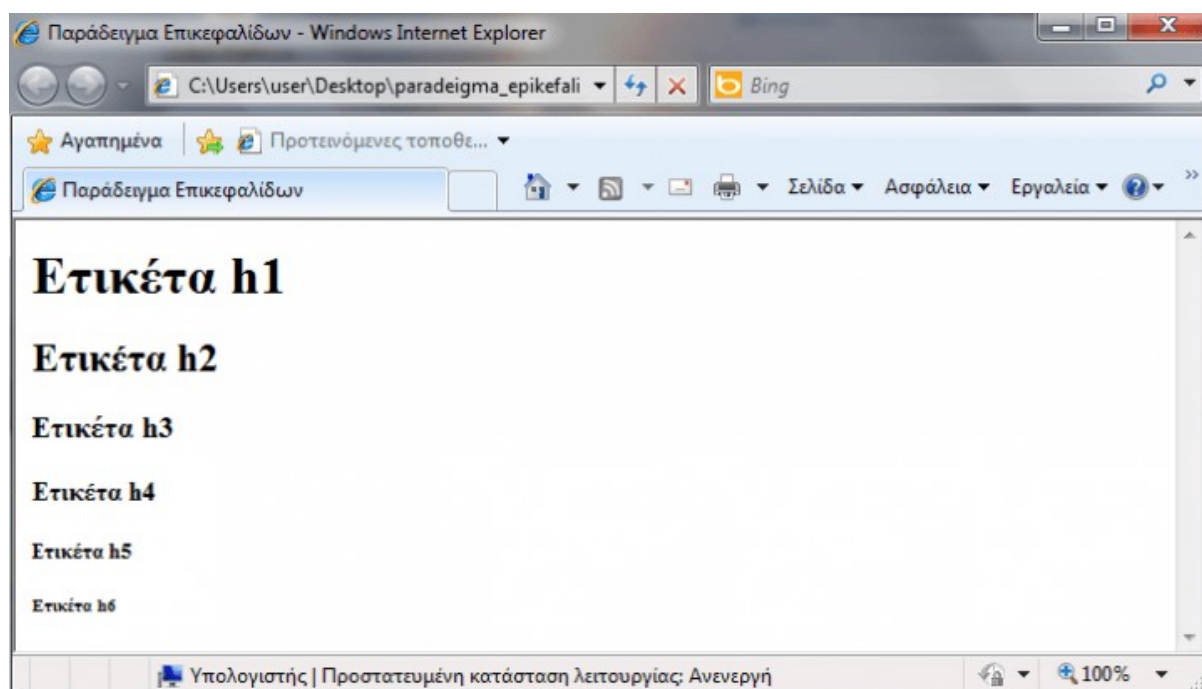 Παράδειγμα Επικεφαλίδων - Windows Internet Explorer
C:\Users\user\Desktop\paradeigma_epikefali
Bing
Αγαπημένα Προτεινόμενες τοποθε...
Παράδειγμα Επικεφαλίδων Σελίδα Ασφάλεια Εργαλεία
Ετικέτα h1
Ετικέτα h2
Ετικέτα h3
Ετικέτα h4
Ετικέτα h5
Ετικέτα h6
Υπολογιστής | Προστατευμένη κατάσταση λειτουργίας: Ανενεργή 100%